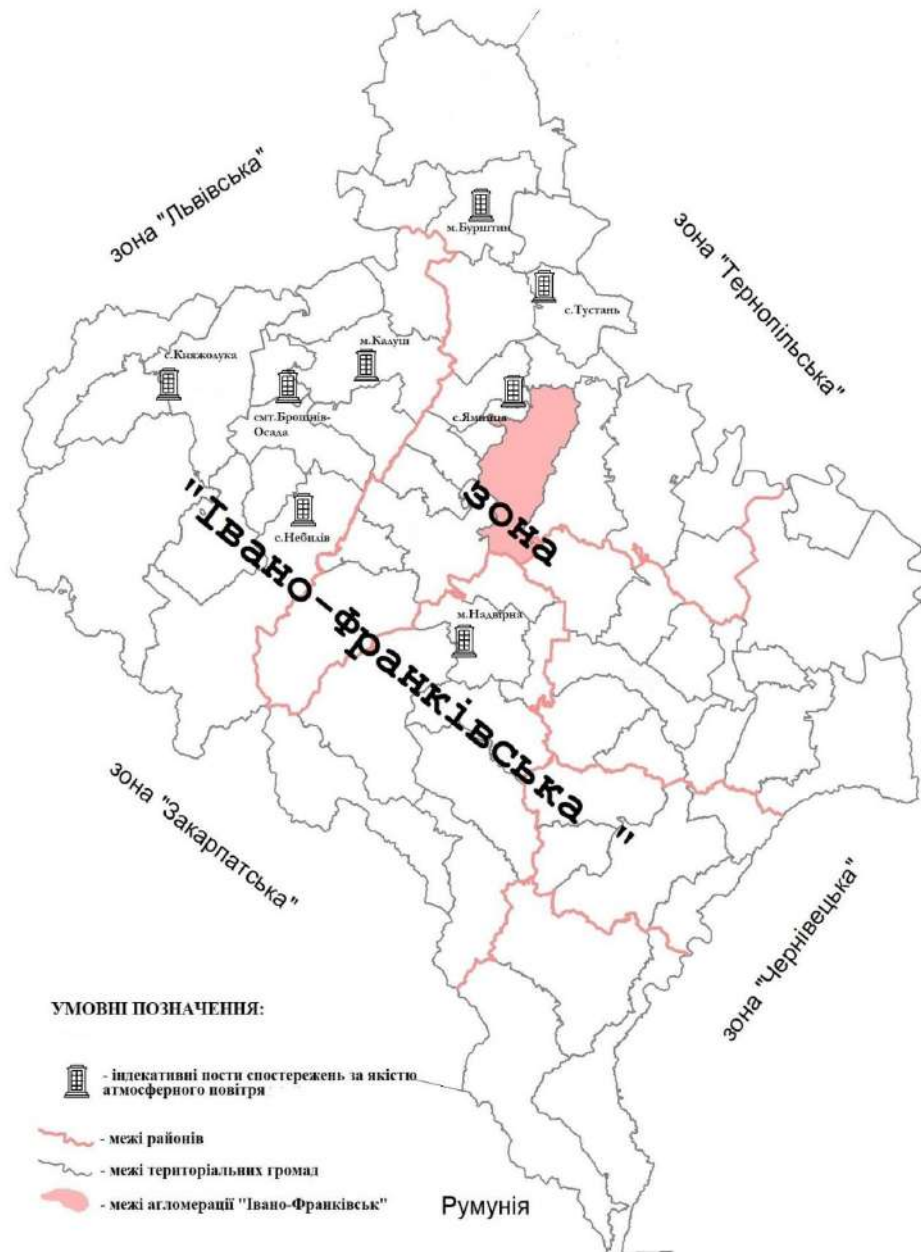 зона "Львівська"
м.Бурштин
зона "Тернопільська"
с.Тустань
с.Княжолука
м.Калуш
смт.Брошнів-
Осада
с.Ямниця
с.Небилів
зона
"Івано-Франківська "
м.Надвірна
зона "Закарпатська"
зона "Чернівецька"
УМОВНІ ПОЗНАЧЕННЯ:
- індекативні пости спостережень за якістю
атмосферного повітря
- межі районів
- межі територіальних громад
- межі агломерації "Івано-Франківськ"
Румунія